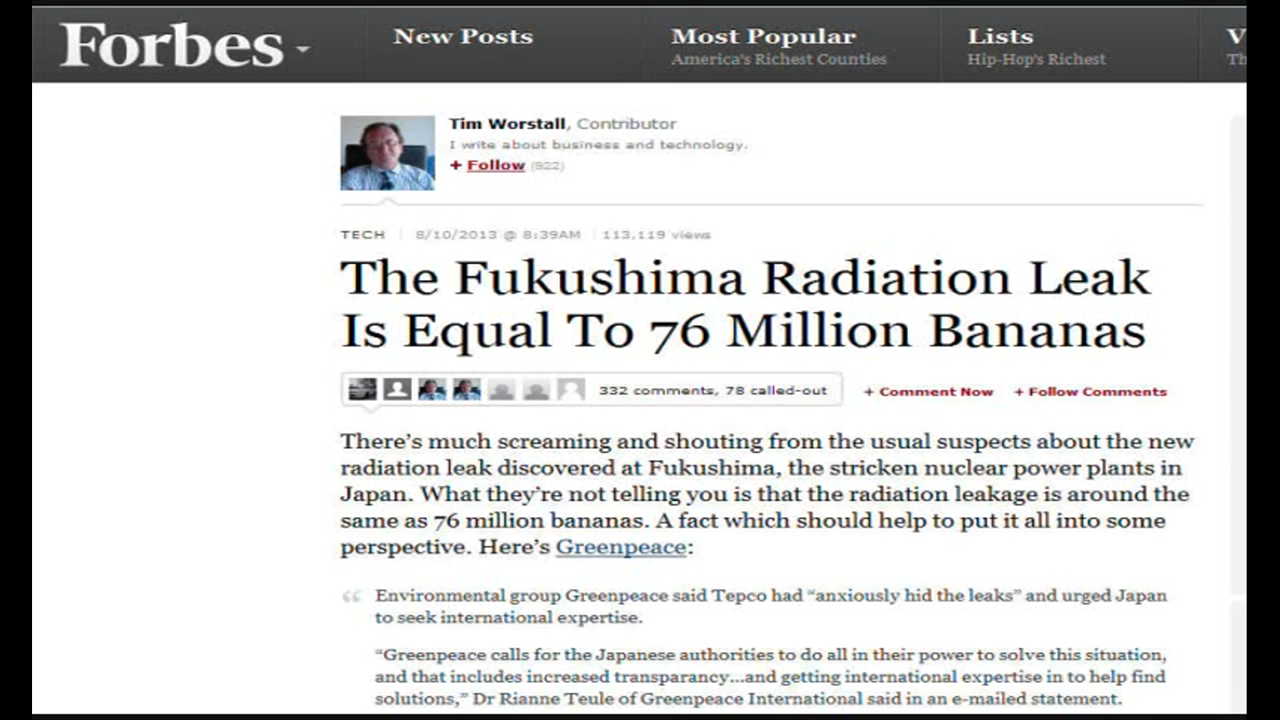 Forbes
New Posts
Most Popular
America's Richest Counties
Lists
Hip-Hop's Richest
V
Th
Tim Worstall, Contributor
I write about business and technology.
+ Follow (922)
TECH | 8/10/2013 @ 8:39AM | 113,119 views
The Fukushima Radiation Leak
Is Equal To 76 Million Bananas
332 comments, 78 called-out
+ Comment Now
+ Follow Comments
There's much screaming and shouting from the usual suspects about the new
radiation leak discovered at Fukushima, the stricken nuclear power plants in
Japan. What they're not telling you is that the radiation leakage is around the
same as 76 million bananas. A fact which should help to put it all into some
perspective. Here's Greenpeace:
“ Environmental group Greenpeace said Tepco had “anxiously hid the leaks” and urged Japan
to seek international expertise.
“Greenpeace calls for the Japanese authorities to do all in their power to solve this situation,
and that includes increased transparency…and getting international expertise in to help find
solutions,” Dr Rianne Teule of Greenpeace International said in an e-mailed statement.